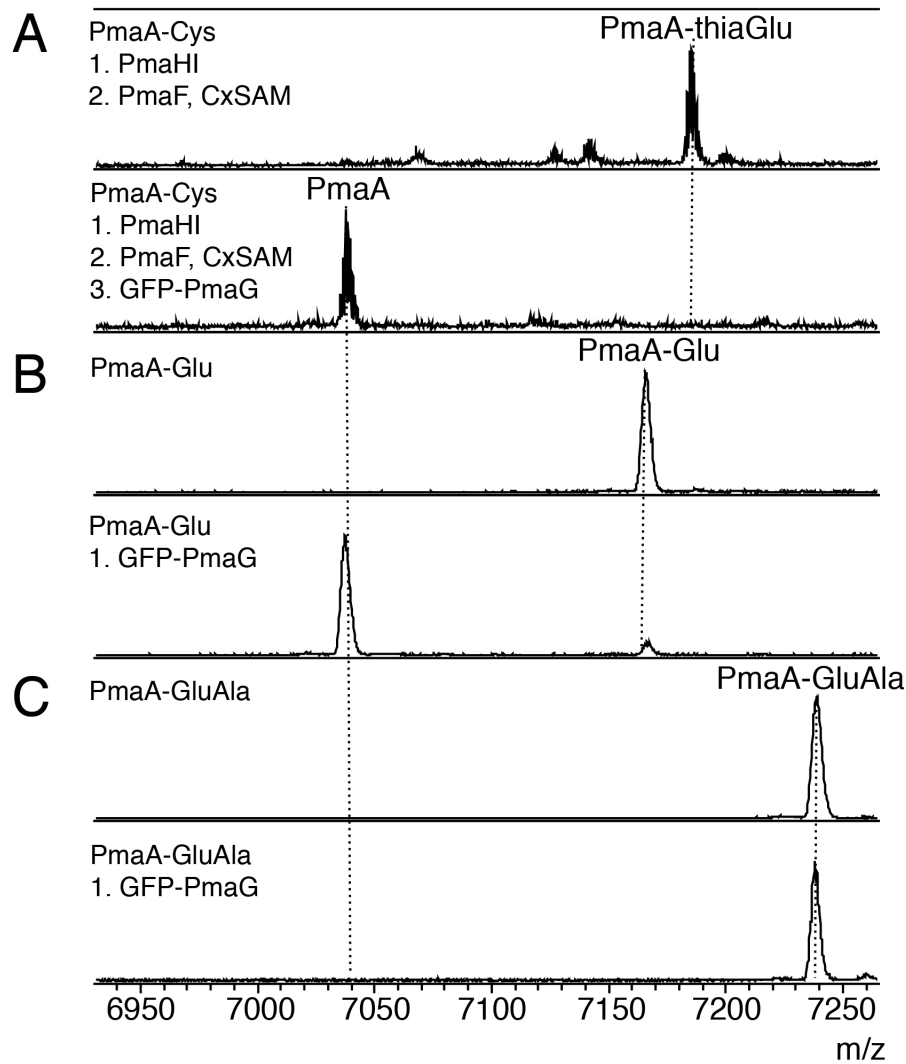 A
PmaA-Cys
1. PmaHI
2. PmaF, CxSAM
PmaA-thiaGlu
PmaA-Cys
1. PmaHI
2. PmaF, CxSAM
3. GFP-PmaG
PmaA
B
PmaA-Glu
PmaA-Glu
PmaA-Glu
1. GFP-PmaG
C
PmaA-GluAla
PmaA-GluAla
PmaA-GluAla
1. GFP-PmaG
6950 7000 7050 7100 7150 7200 7250
m/z